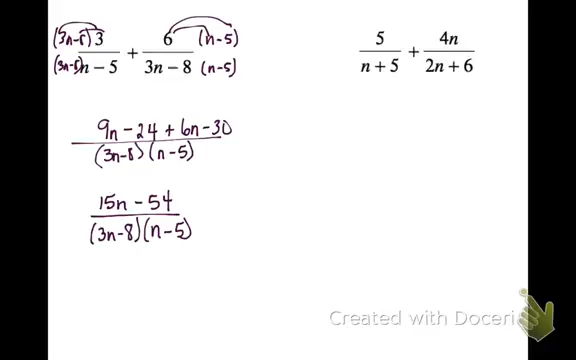 (3n-8) 3 + 6 (n-5)
(3n-8) n − 5 3n − 8 (n-5)
9n - 24 + 6n - 30
(3n-8) (n-5)
15n - 54
(3n-8)(n-5)
5 + 4n
n + 5 2n + 6
Created with Doceri